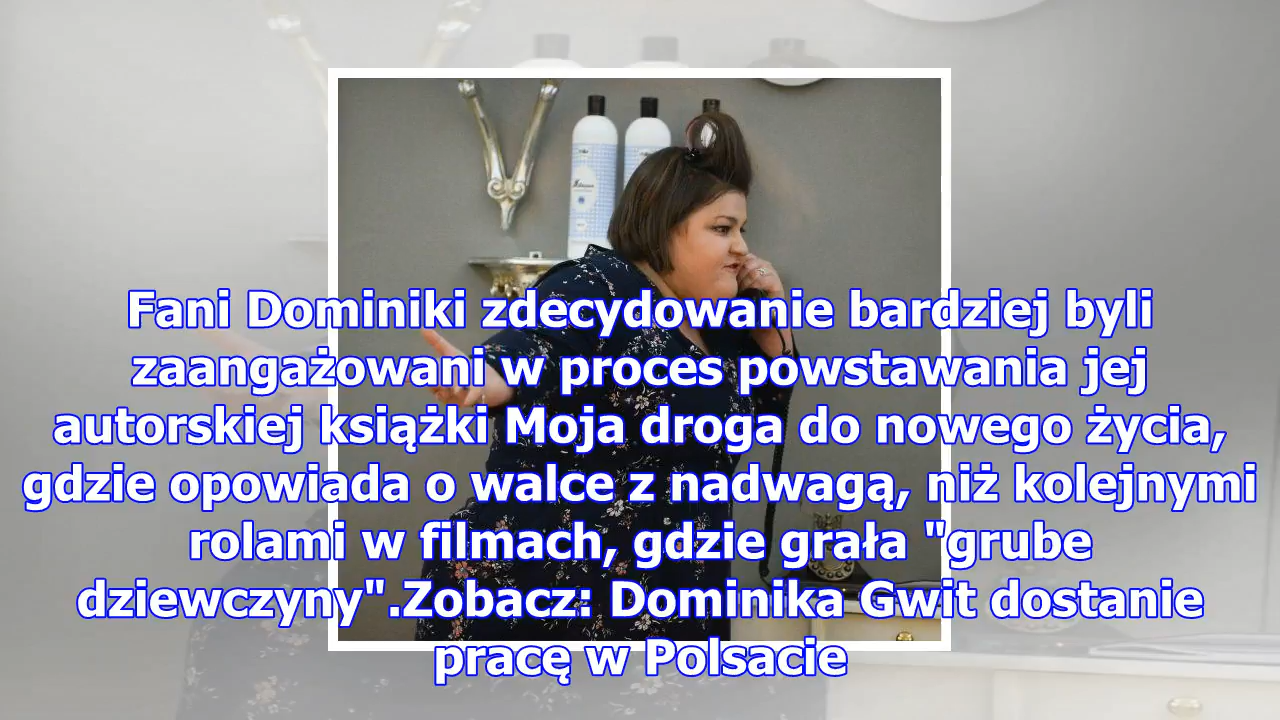 Fani Dominiki zdecydowanie bardziej byli
zaangażowani w proces powstawania jej
autorskiej książki Moja droga do nowego życia,
gdzie opowiada o walce z nadwagą, niż kolejnymi
rolami w filmach, gdzie grała "grube
dziewczyny".Zobacz: Dominika Gwit dostanie
pracę w Polsacie